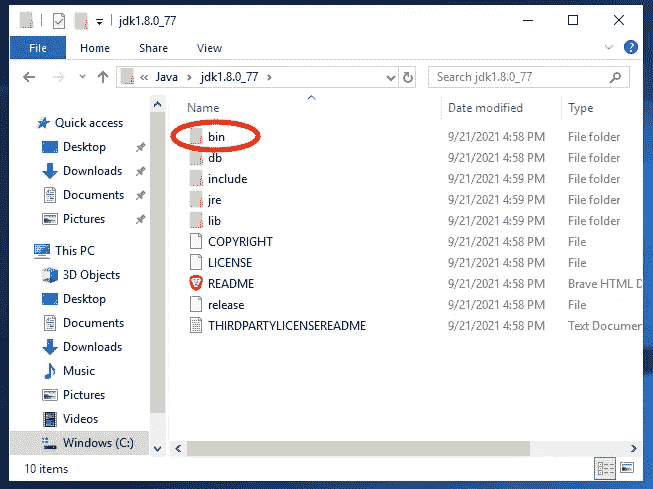 jdk1.8.0_77
File Home Share View
« Java › jdk1.8.0_77 › Search jdk1.8.0_77
Name Date modified Type
Quick access
Desktop
Downloads
Documents
Pictures
This PC
3D Objects
Desktop
Documents
Downloads
Music
Pictures
Videos
Windows (C:)
bin 9/21/2021 4:58 PM File folder
db 9/21/2021 4:58 PM File folder
include 9/21/2021 4:59 PM File folder
jre 9/21/2021 4:59 PM File folder
lib 9/21/2021 4:59 PM File folder
COPYRIGHT 9/21/2021 4:58 PM File
LICENSE 9/21/2021 4:58 PM File
README 9/21/2021 4:58 PM Brave HTML D
release 9/21/2021 4:58 PM File
THIRDPARTYLICENSEREADME 9/21/2021 4:58 PM Text Documen
10 items